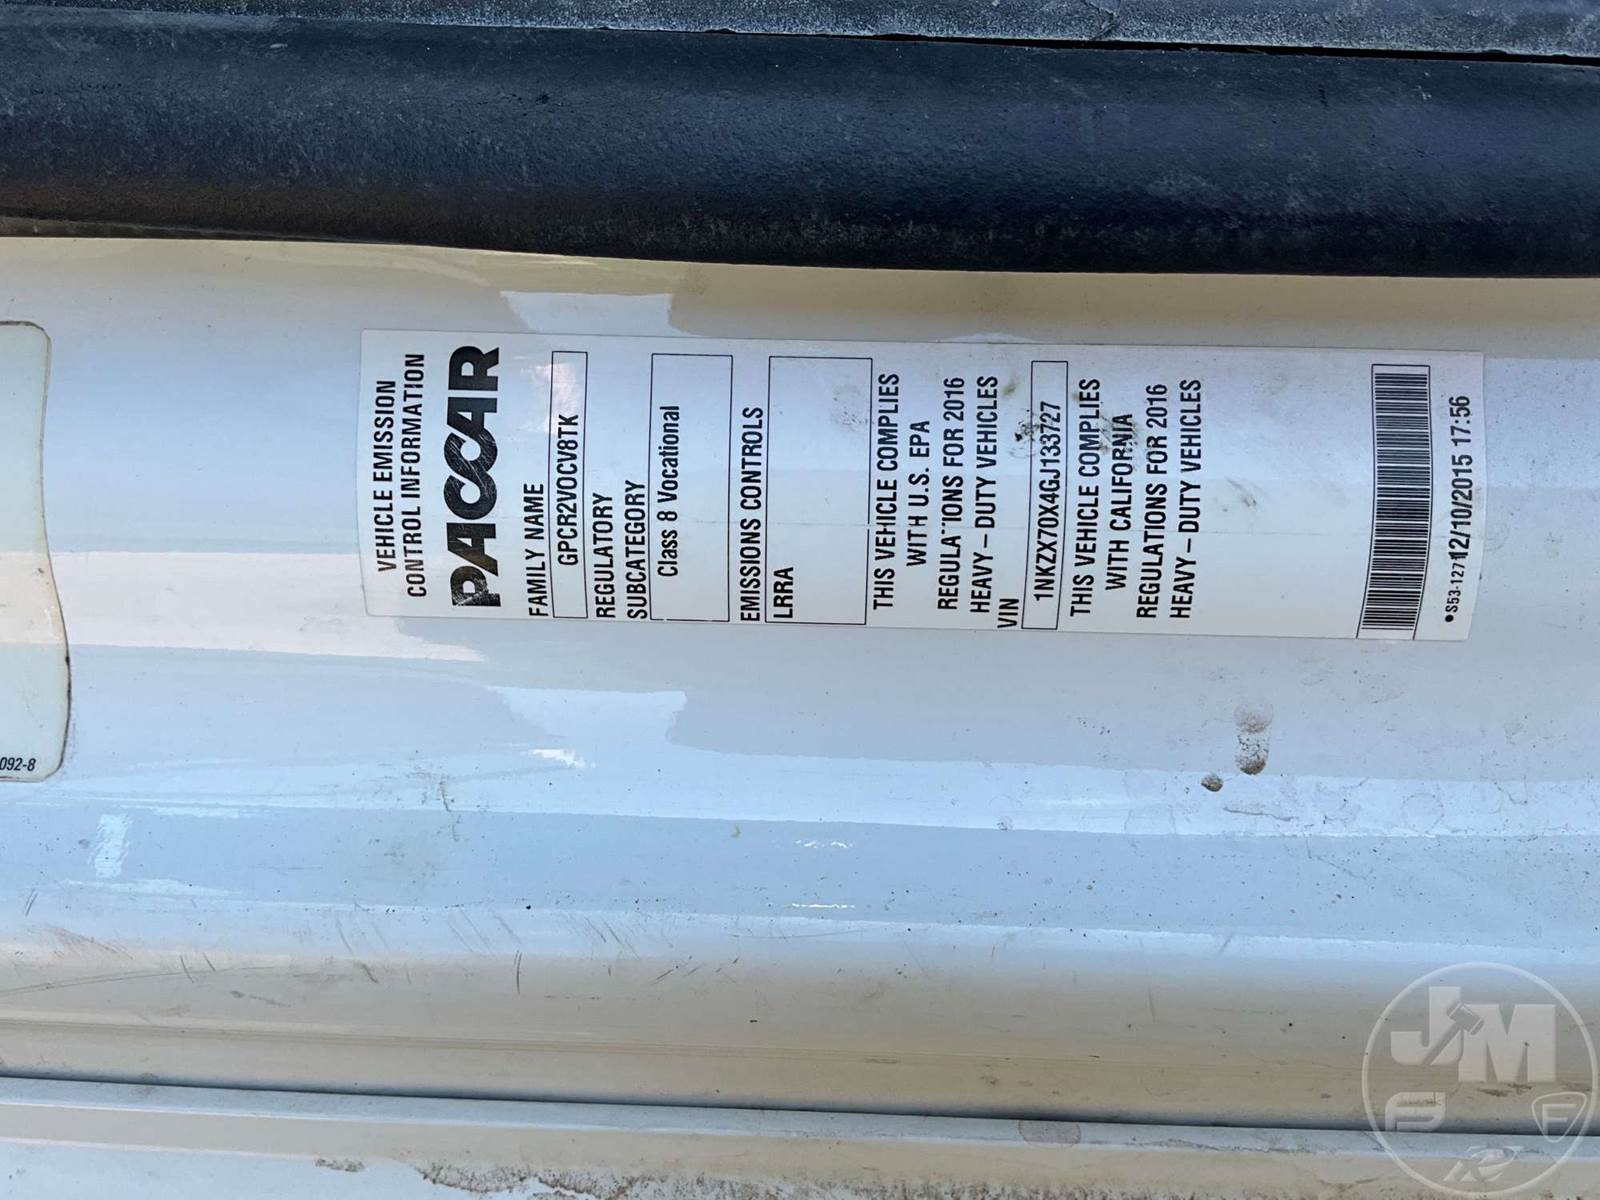 VEHICLE EMISSION
CONTROL INFORMATION
PACCAR
FAMILY NAME
GPCR2VOCV8TK
REGULATORY
SUBCATEGORY
Class 8 Vocational
EMISSIONS CONTROLS
LRRA
THIS VEHICLE COMPLIES
WITH U.S. EPA
REGULATIONS FOR 2016
HEAVY-DUTY VEHICLES
VIN
1NKZX70X4GJ133727
THIS VEHICLE COMPLIES
WITH CALIFORNIA
REGULATIONS FOR 2016
HEAVY-DUTY VEHICLES
12/10/2015 17:56
092-8
JM